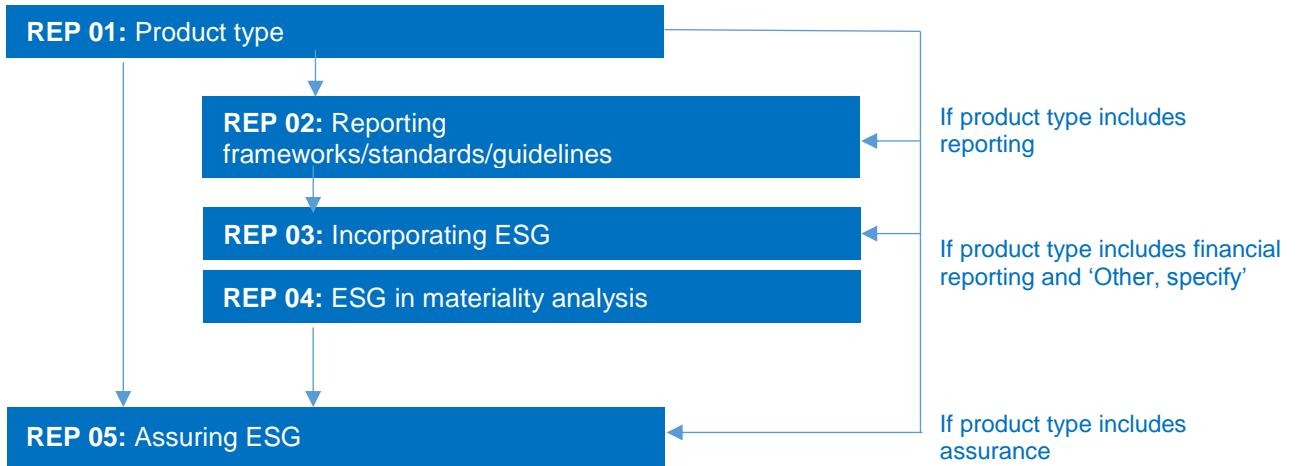 REP 01: Product type
REP 02: Reporting
frameworks/standards/guidelines
If product type includes
reporting
REP 03: Incorporating ESG
If product type includes financial
reporting and ‘Other, specify’
REP 04: ESG in materiality analysis
REP 05: Assuring ESG
If product type includes
assurance